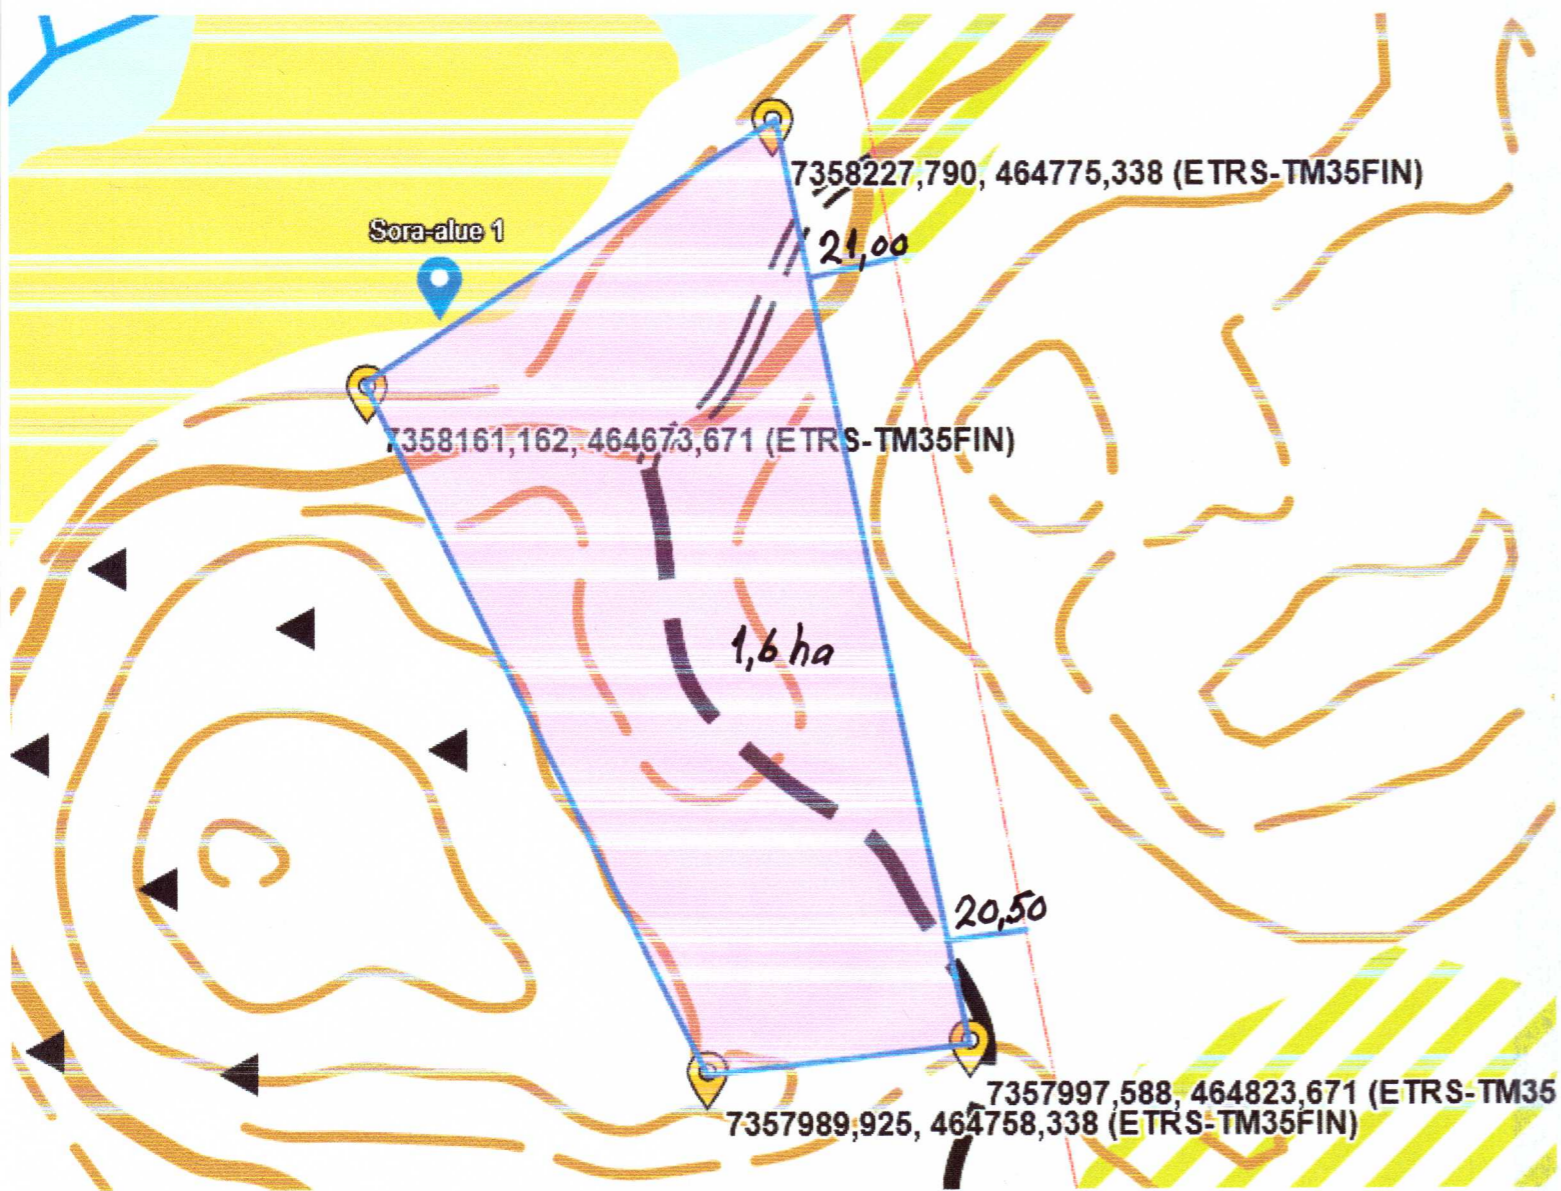 7358227,790, 464775,338 (ETRS-TM35FIN)
Sora-alue 1
21,00
7358161,162, 464673,671 (ETRS-TM35FIN)
1,6 ha
20,50
7357997,588, 464823,671 (ETRS-TM35
7357989,925, 464758,338 (ETRS-TM35FIN)